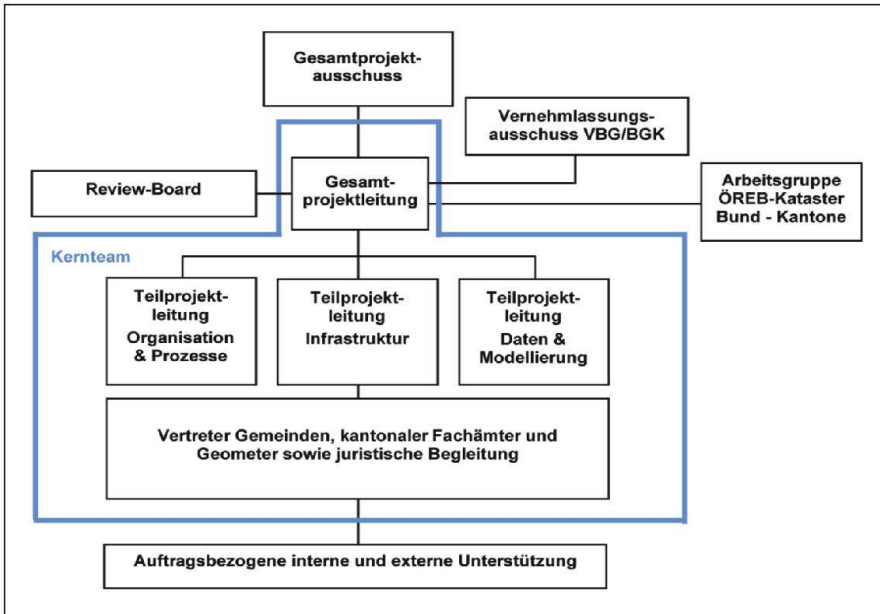 Gesamtprojekt-
ausschuss
Vernehmlassungs-
ausschuss VBG/BGK
Review-Board
Gesamt-
projektleitung
Arbeitsgruppe
ÖREB-Kataster
Bund - Kantone
Kernteam
Teilprojekt-
leitung
Organisation
& Prozesse
Teilprojekt-
leitung
Infrastruktur
Teilprojekt-
leitung
Daten &
Modellierung
Vertreter Gemeinden, kantonaler Fachämter und
Geometer sowie juristische Begleitung
Auftragsbezogene interne und externe Unterstützung